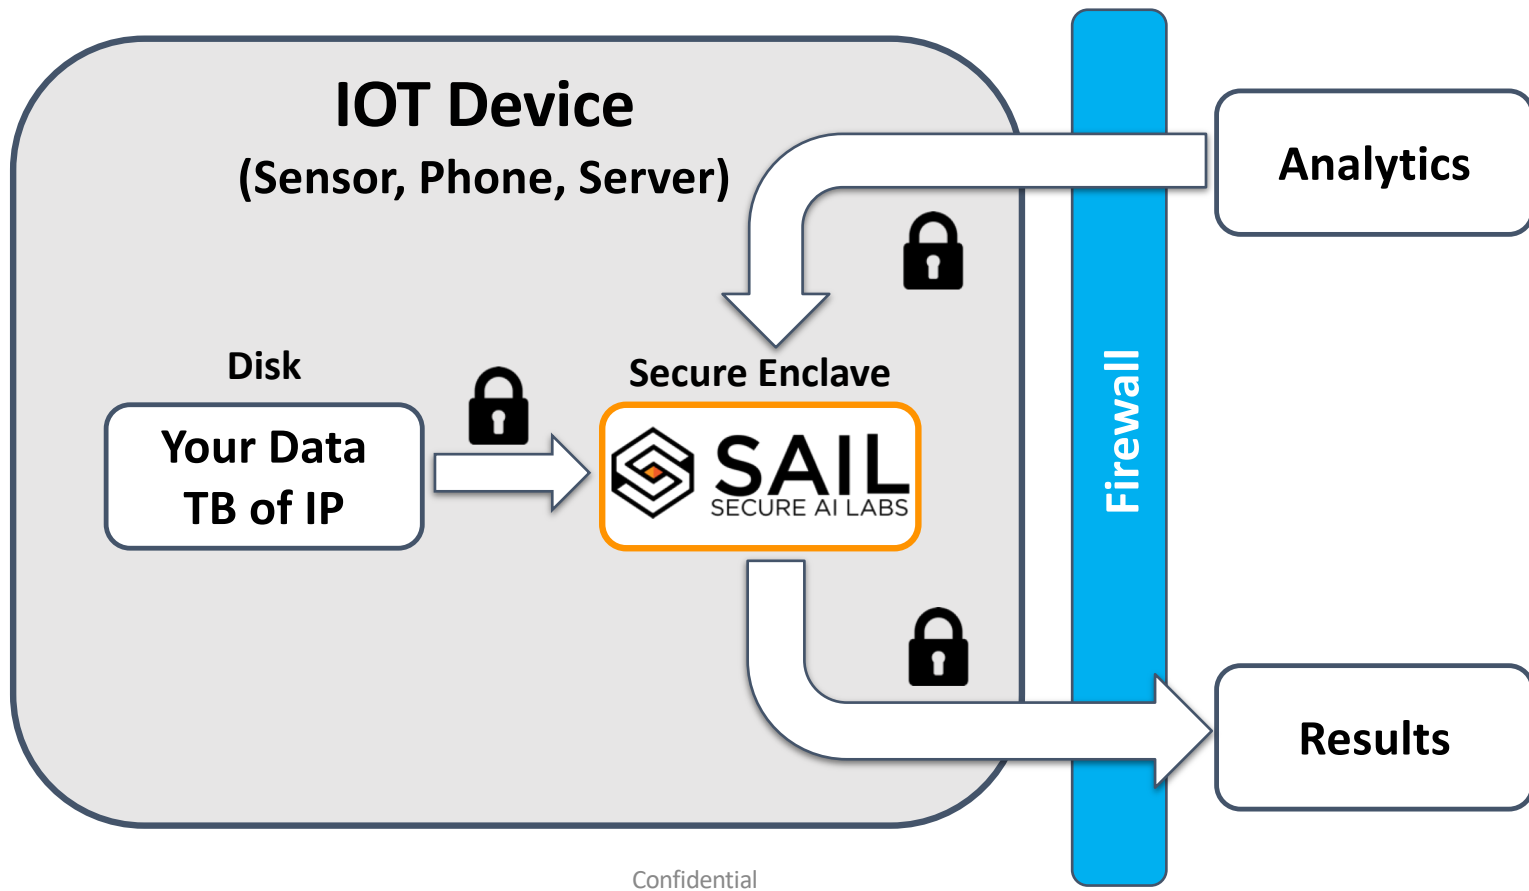 IOT Device
(Sensor, Phone, Server)
Analytics
Disk
Your Data
TB of IP
Secure Enclave
SAIL
SECURE AI LABS
Firewall
Results
Confidential